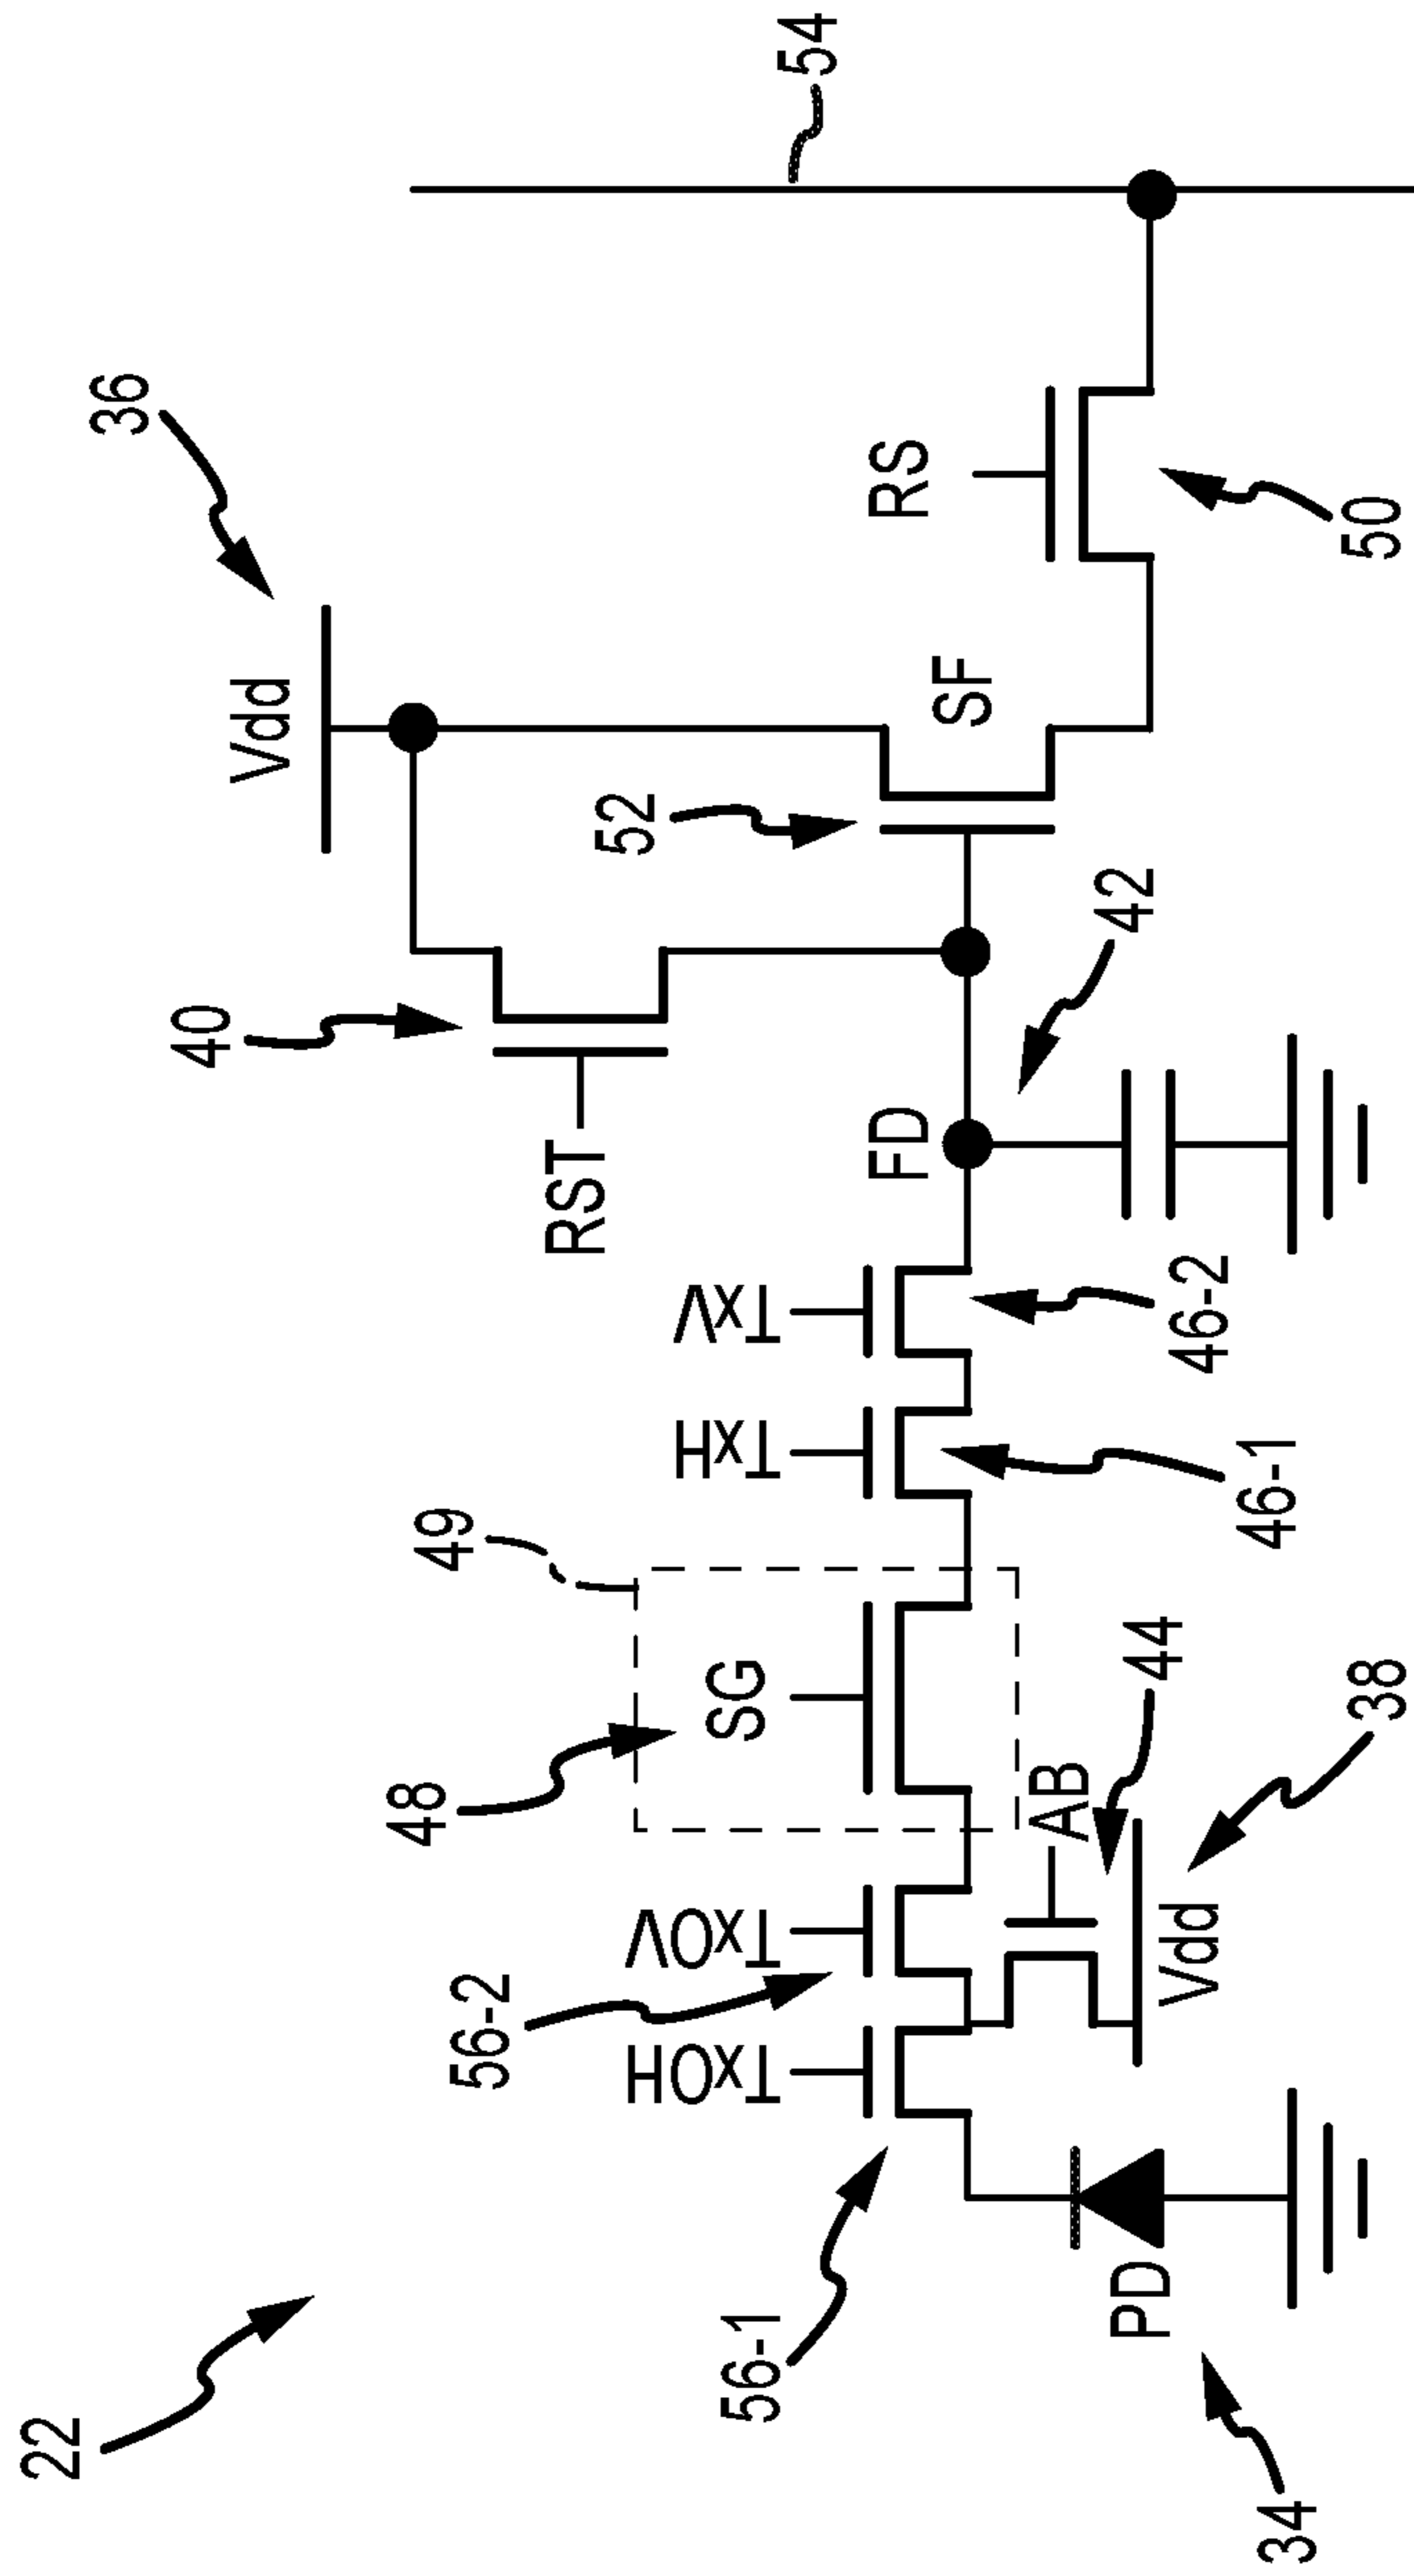 22
36
Vdd
54
40
52
RST
SF
RS
50
FD
42
49
48
SG
TxH
TxV
46-1
46-2
56-2
TxOH
TxOV
AB
44
Vdd
38
56-1
PD
34